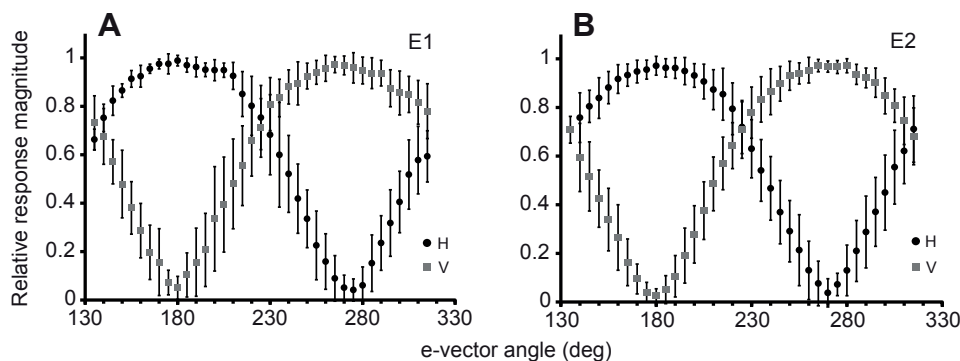 A
B
E1
E2
Relative response magnitude
1
0.8
0.6
0.4
0.2
0
H
V
130 180 230 280 330
1
0.8
0.6
0.4
0.2
0
H
V
130 180 230 280 330
e-vector angle (deg)